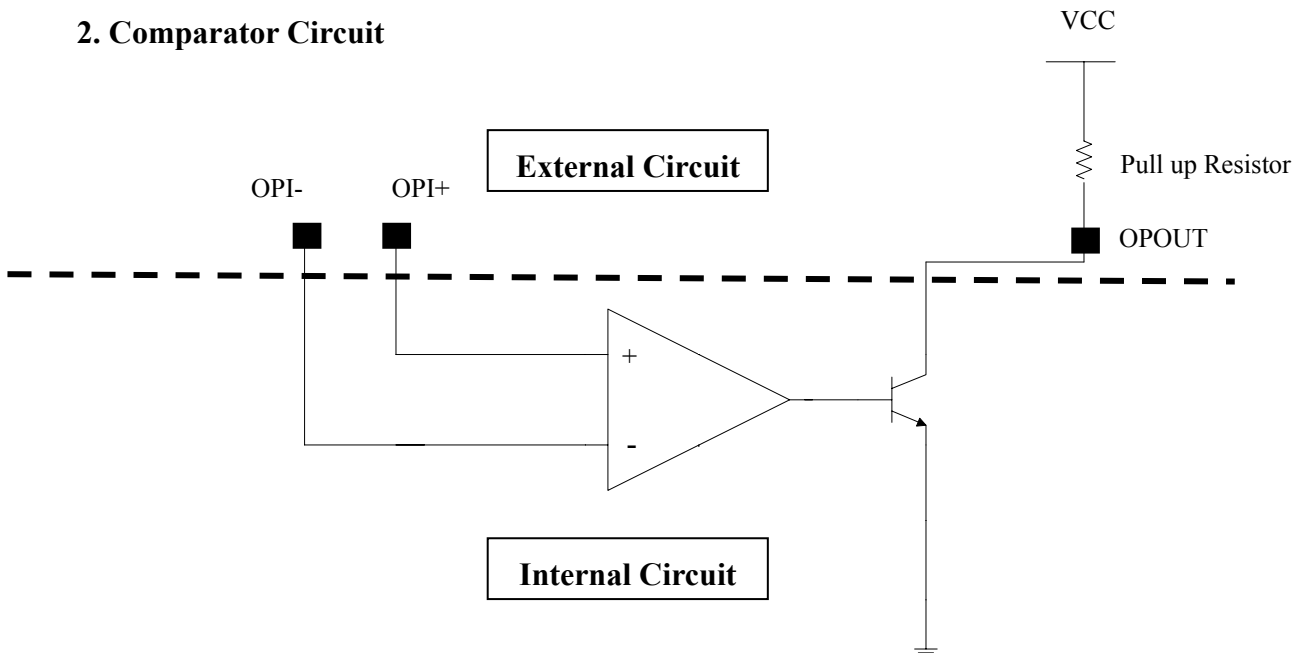 2. Comparator Circuit
VCC
External Circuit
Pull up Resistor
OPI-
OPI+
OPOUT
+
-
Internal Circuit